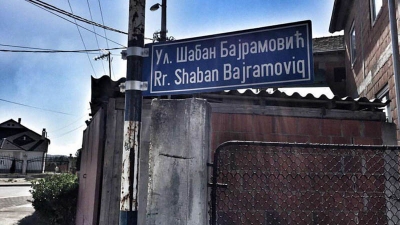 Ул. Шабан Бајрамовић
Rr. Shaban Bajramoviq